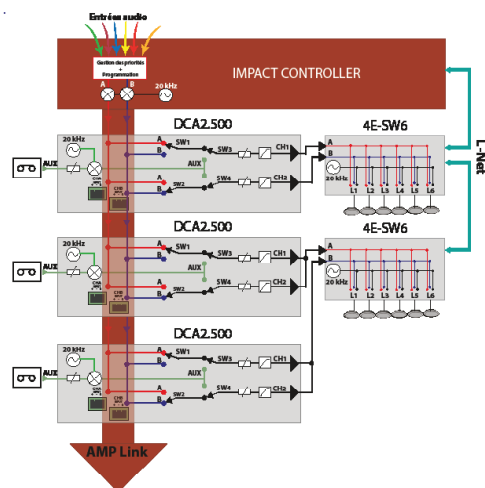 Entrées audio
Gestion des priorités
+
Programmation
A B 20 kHz
IMPACT CONTROLLER
L-Net
DCA2.500
20 kHz
AUX
A
B
SW1
AUX
SW3
CH1
A
B
SW2
SW4
CH2
4E-SW6
A
B
20 kHz
L1 L2 L3 L4 L5 L6
DCA2.500
20 kHz
AUX
A
B
SW1
AUX
SW3
CH1
A
B
SW2
SW4
CH2
4E-SW6
A
B
20 kHz
L1 L2 L3 L4 L5 L6
DCA2.500
20 kHz
AUX
A
B
SW1
AUX
SW3
CH1
A
B
SW2
SW4
CH2
AMP Link